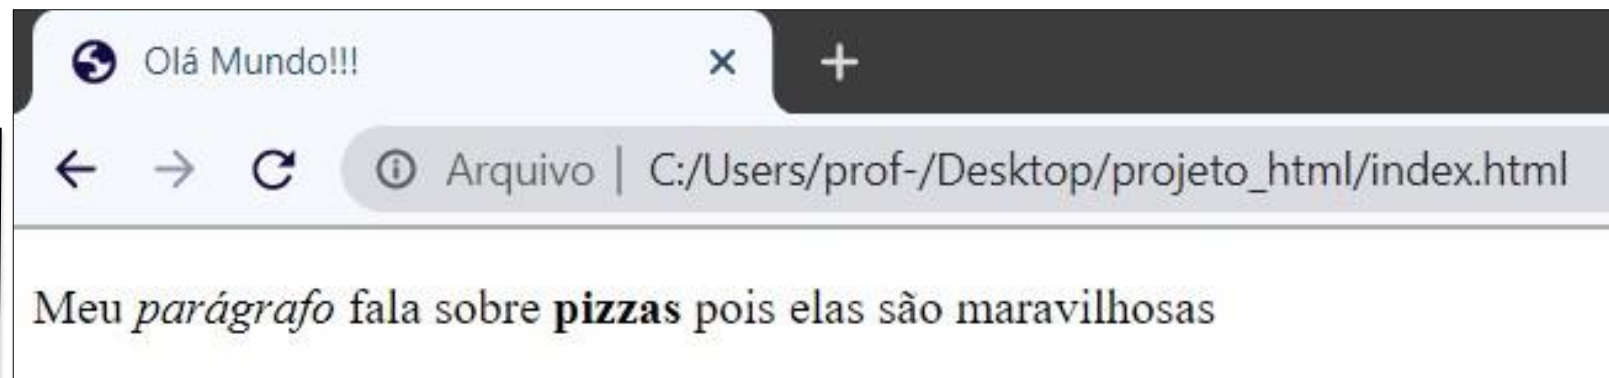 Olá Mundo!!!
Arquivo | C:/Users/prof-/Desktop/projeto_html/index.html
Meu parágrafo fala sobre pizzas pois elas são maravilhosas